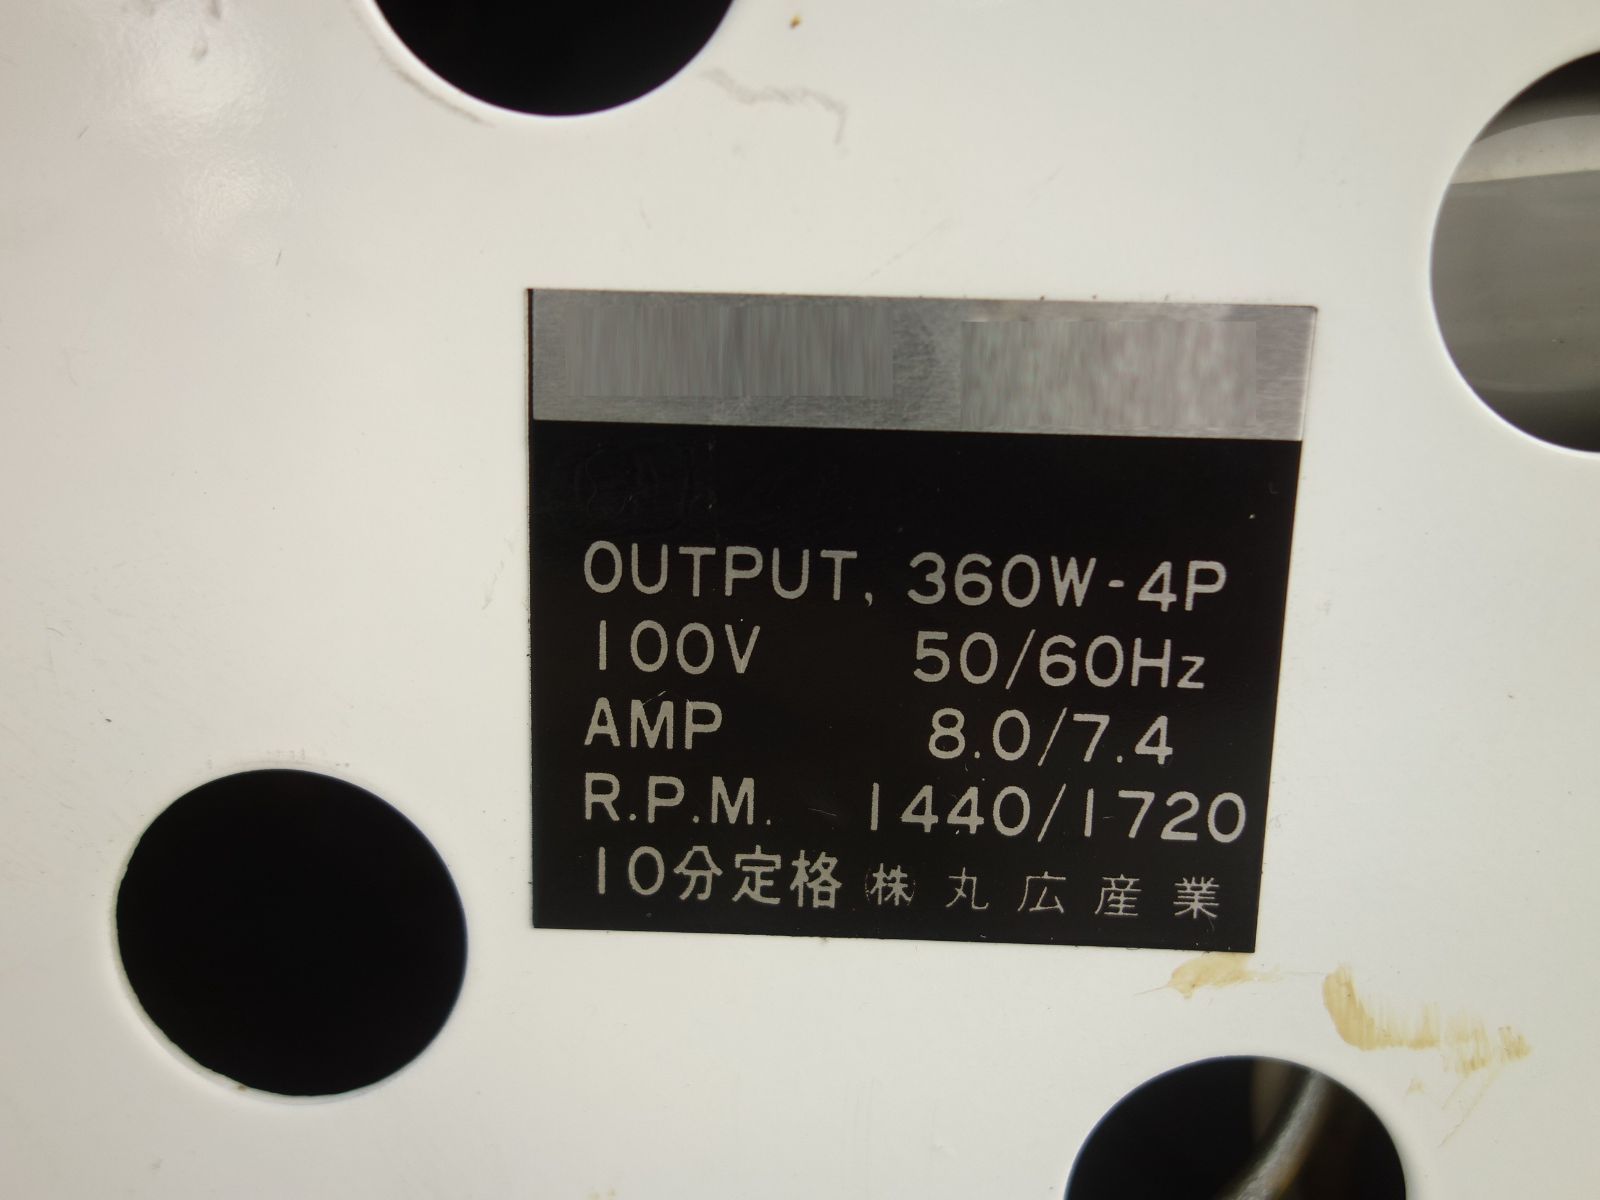 OUTPUT, 360W-4P
100V 50/60Hz
AMP 8.0/7.4
R.P.M. 1440/1720
10分定格 ㈱ 丸広産業